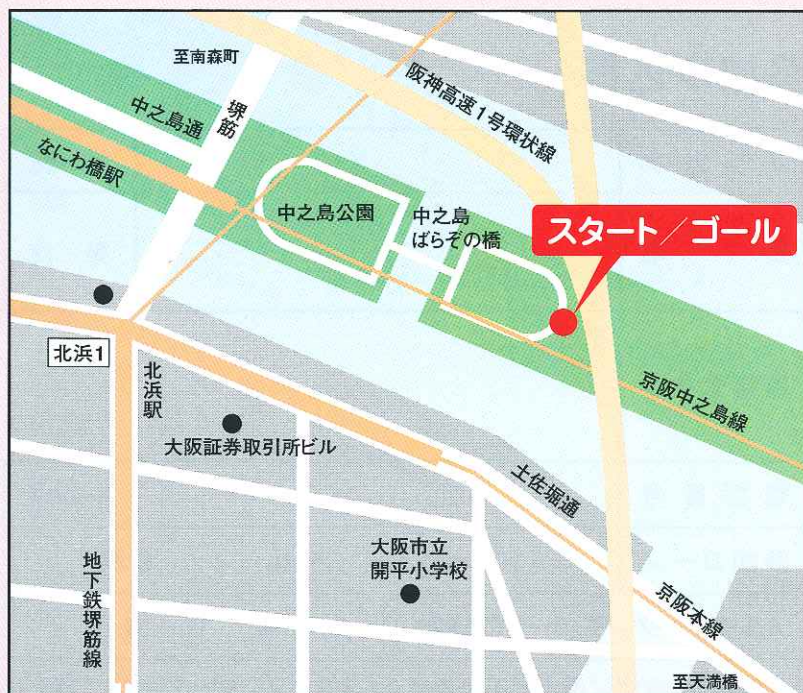 至南森町
阪神高速1号環状線
堺筋
中之島通
なにわ橋駅
中之島公園
中之島
ばらぞの橋
スタート／ゴール
北浜1
北浜駅
京阪中之島線
大阪証券取引所ビル
土佐堀通
大阪市立
開平小学校
地下鉄堺筋線
京阪本線
至天満橋